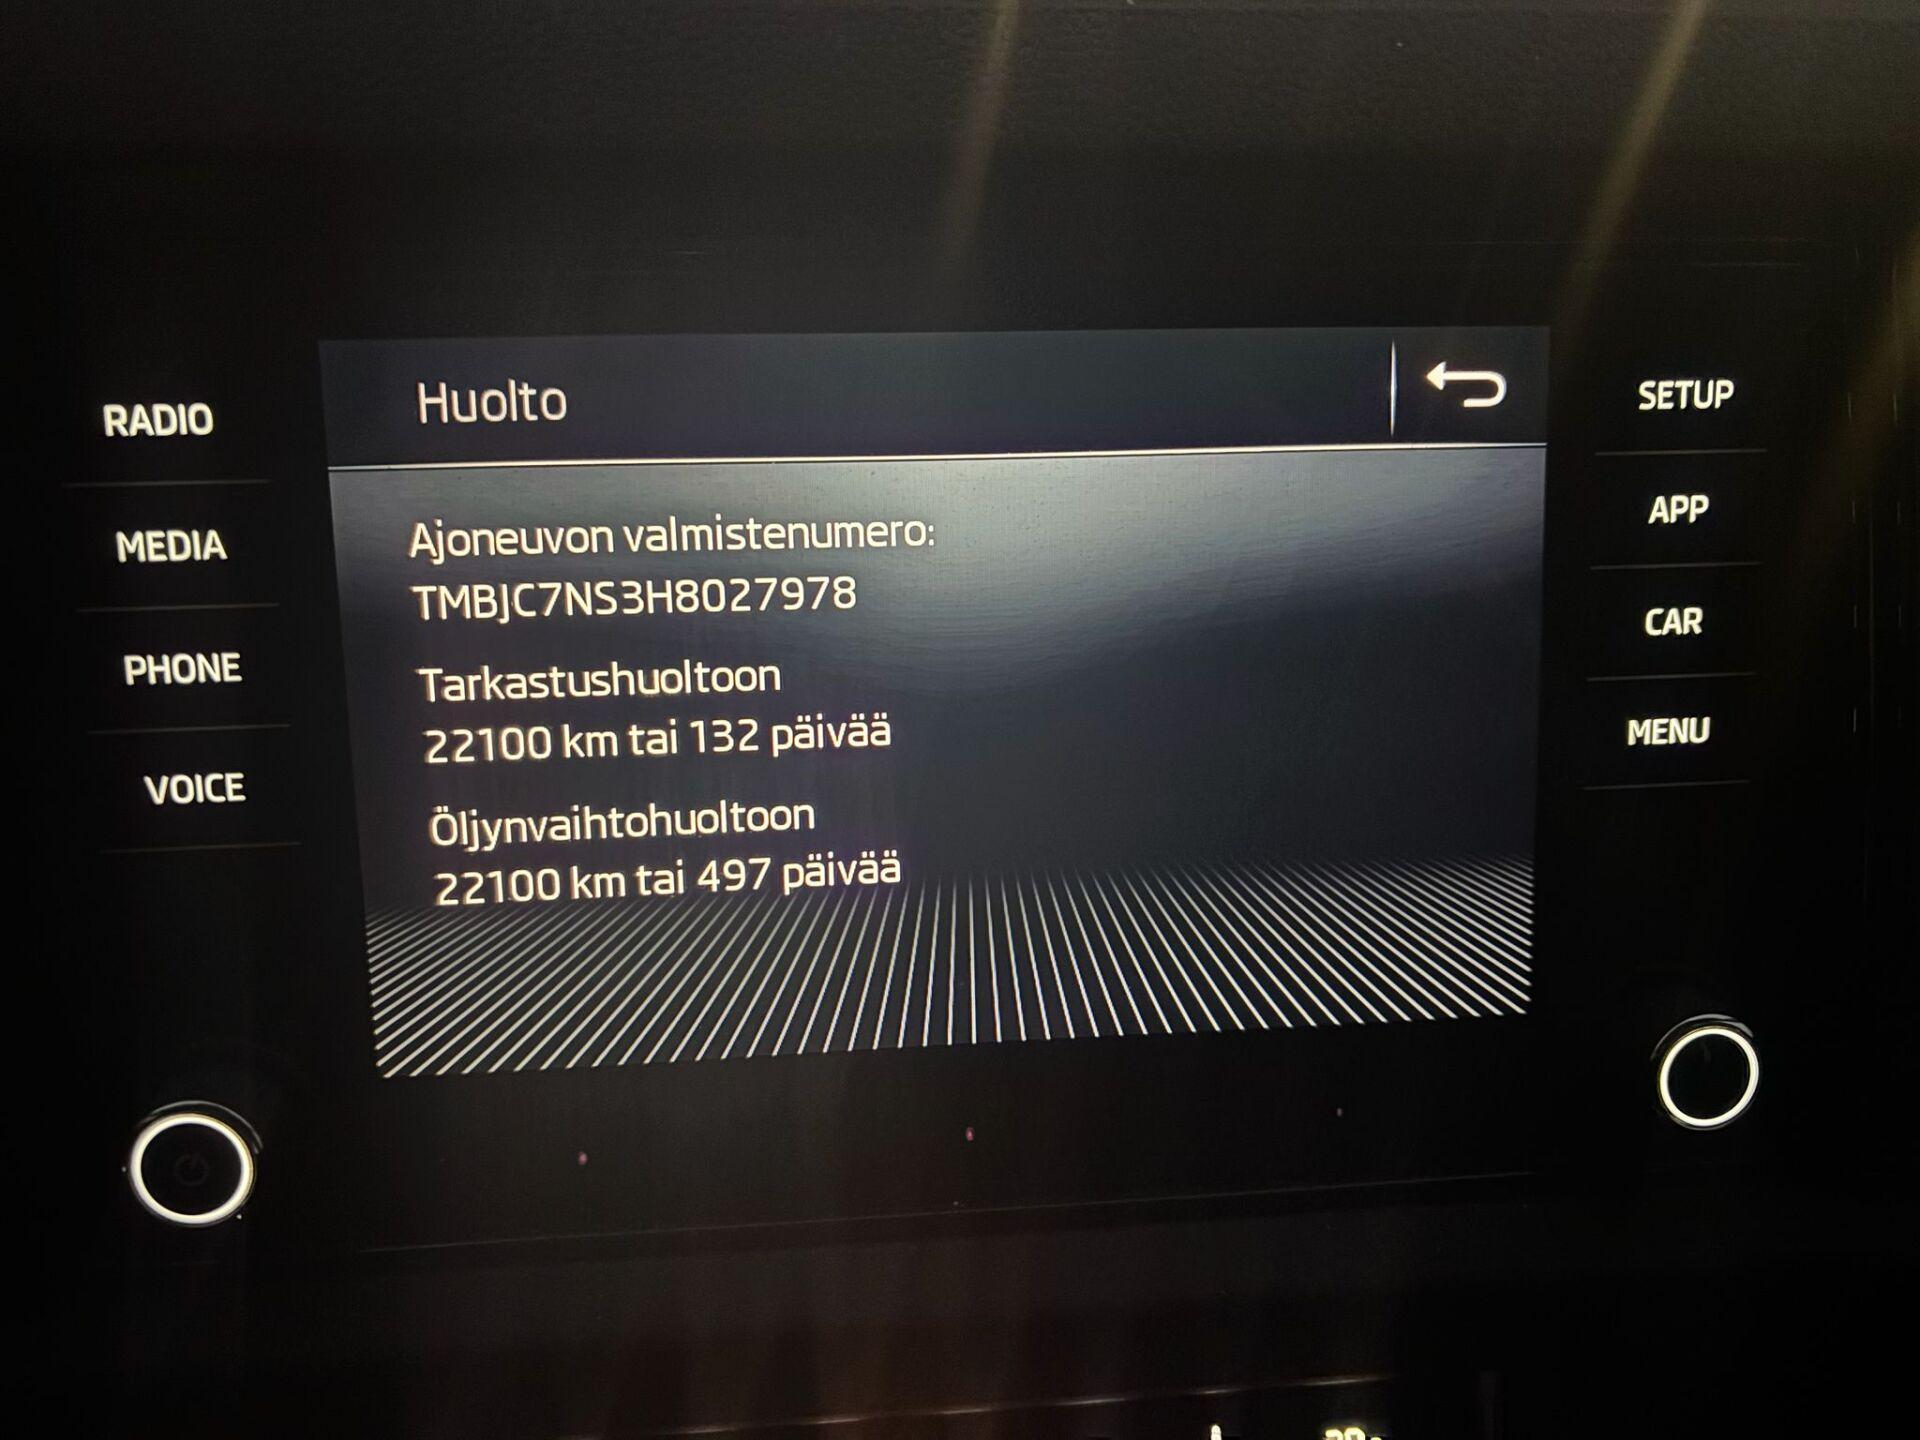 Huolto
RADIO
MEDIA
PHONE
VOICE
Ajoneuvon valmistenumero:
TMBJC7NS3H8027978
Tarkastushuoltoon
22100 km tai 132 päivää
Öljynvaihtohuoltoon
22100 km tai 497 päivää
SETUP
APP
CAR
MENU